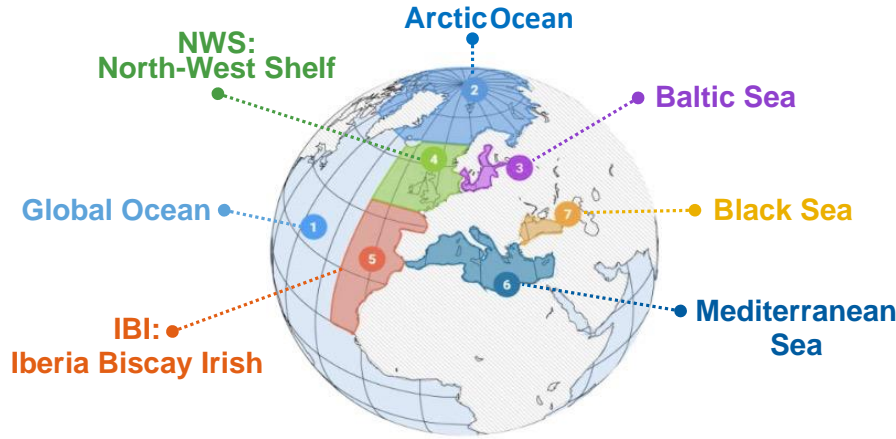 Arctic Ocean
NWS:
North-West Shelf
2
Baltic Sea
4
3
Global Ocean
1
7
Black Sea
5
6
IBI:
Iberia Biscay Irish
Mediterranean
Sea